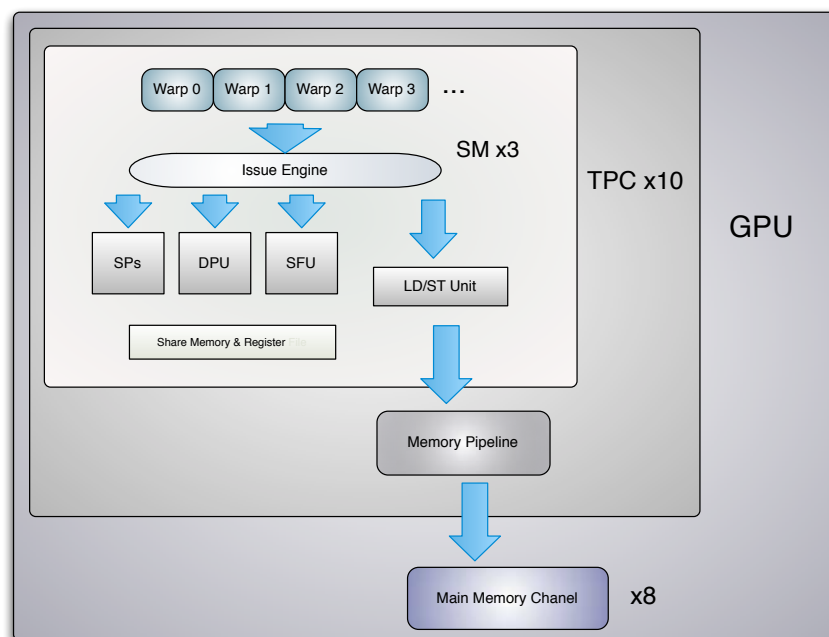 Warp 0 Warp 1 Warp 2 Warp 3 ...
SM x3
Issue Engine
TPC x10
GPU
SPs DPU SFU
LD/ST Unit
Share Memory & Register File
Memory Pipeline
Main Memory Chanel
x8